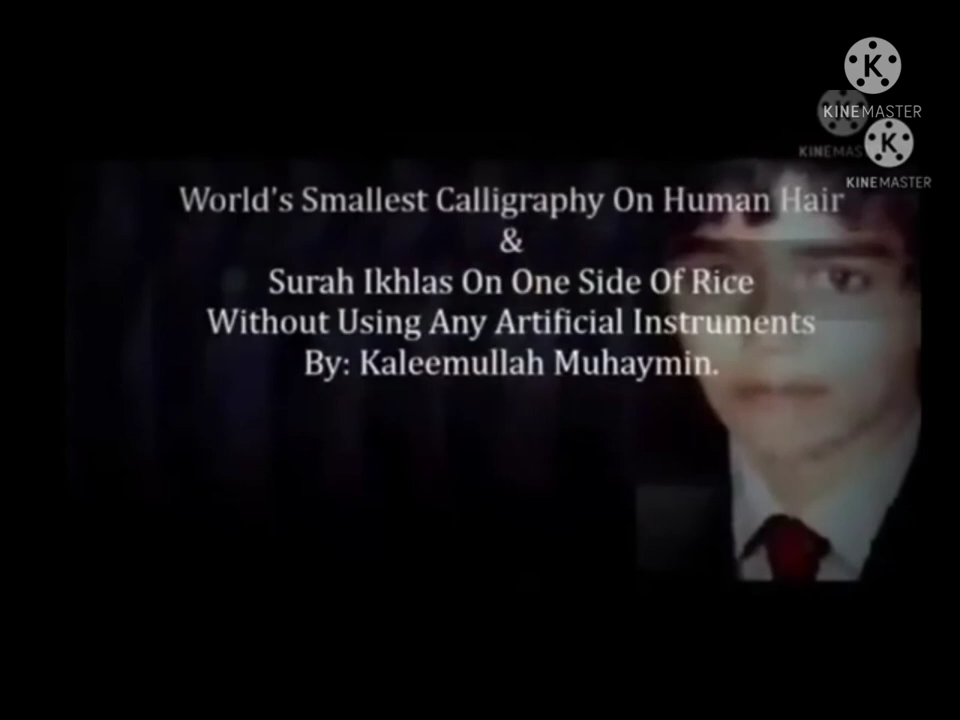 KINEMASTER
KINEMAS
KINEMASTER
World's Smallest Calligraphy On Human Hair
&
Surah Ikhlas On One Side Of Rice
Without Using Any Artificial Instruments
By: Kaleemullah Muhaymin.